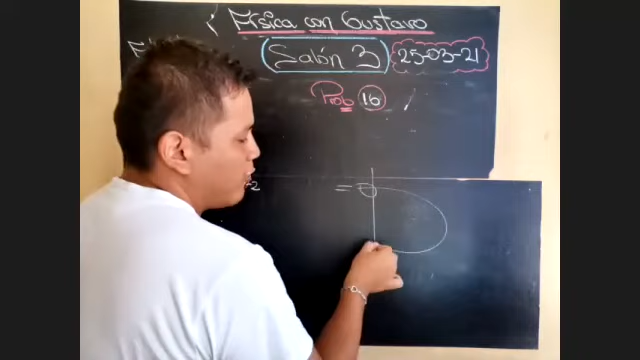 Física con Gustavo
Salón 3 25-03-21
Prob 16
=